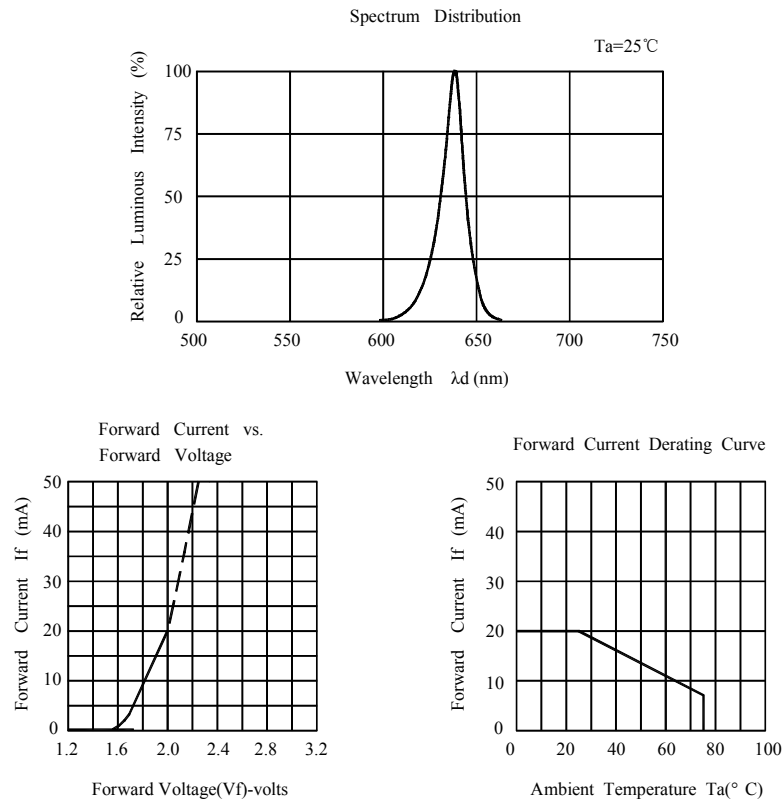 Spectrum Distribution
Ta=25℃
Relative Luminous Intensity (%)
100
75
50
25
0
500 550 600 650 700 750
Wavelength λd (nm)
Forward Current vs.
Forward Voltage
Forward Current If (mA)
50
40
30
20
10
0
1.2 1.6 2.0 2.4 2.8 3.2
Forward Voltage(Vf)-volts
Forward Current Derating Curve
Forward Current If (mA)
50
40
30
20
10
0
0 20 40 60 80 100
Ambient Temperature Ta(° C)